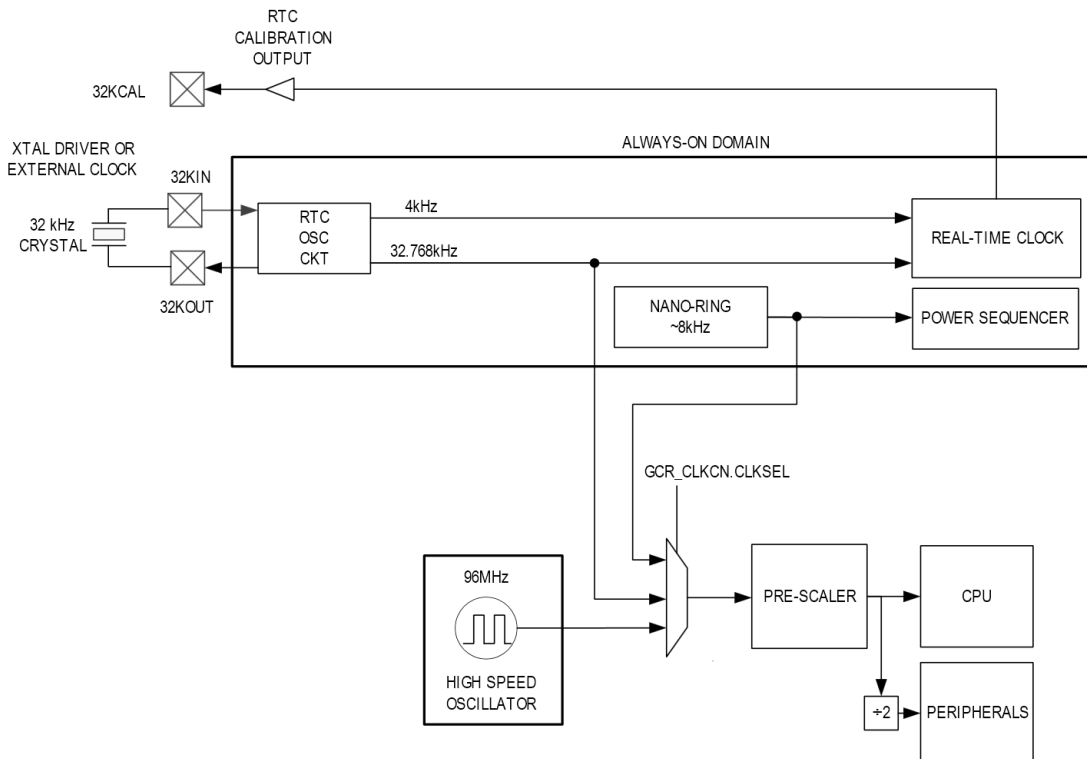 RTC
CALIBRATION
OUTPUT
32KCAL
XTAL DRIVER OR
EXTERNAL CLOCK
ALWAYS-ON DOMAIN
32KIN
32 kHz
CRYSTAL
32KOUT
RTC
OSC
CKT
4kHz
32.768kHz
REAL-TIME CLOCK
NANO-RING
~8kHz
POWER SEQUENCER
GCR_CLKCN.CLKSEL
96MHz
HIGH SPEED
OSCILLATOR
PRE-SCALER
CPU
÷2
PERIPHERALS